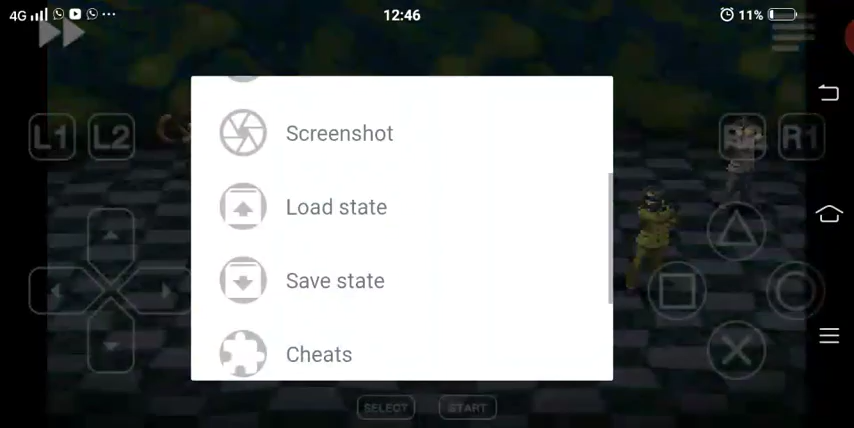 4G 12:46 11%
L1 L2 R1
Screenshot
Load state
Save state
Cheats
SELECT START